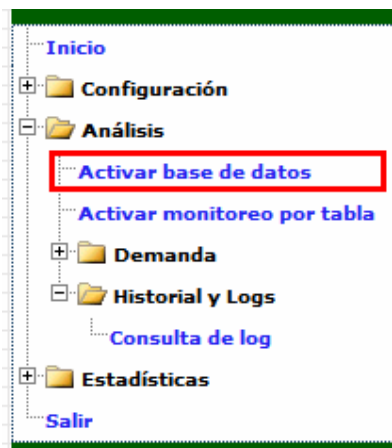 Inicio
Configuración
Análisis
Activar base de datos
Activar monitoreo por tabla
Demanda
Historial y Logs
Consulta de log
Estadísticas
Salir